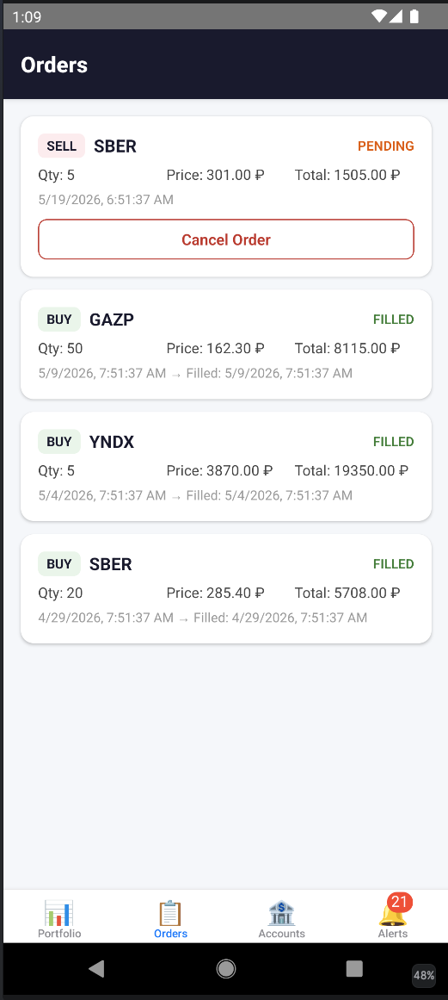 1:09
Orders
SELL SBER PENDING
Qty: 5 Price: 301.00 ₽ Total: 1505.00 ₽
5/19/2026, 6:51:37 AM
Cancel Order
BUY GAZP FILLED
Qty: 50 Price: 162.30 ₽ Total: 8115.00 ₽
5/9/2026, 7:51:37 AM → Filled: 5/9/2026, 7:51:37 AM
BUY YNDX FILLED
Qty: 5 Price: 3870.00 ₽ Total: 19350.00 ₽
5/4/2026, 7:51:37 AM → Filled: 5/4/2026, 7:51:37 AM
BUY SBER FILLED
Qty: 20 Price: 285.40 ₽ Total: 5708.00 ₽
4/29/2026, 7:51:37 AM → Filled: 4/29/2026, 7:51:37 AM
21
Portfolio Orders Accounts Alerts
48%